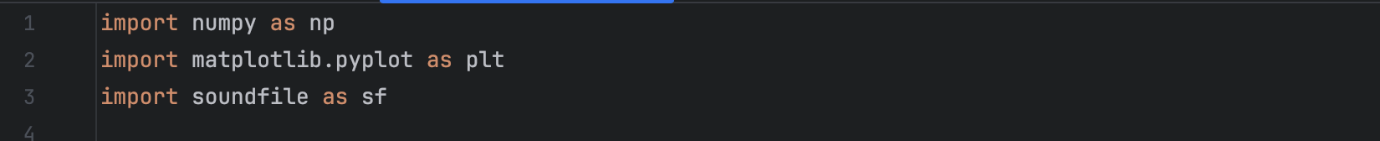 1 import numpy as np
2 import matplotlib.pyplot as plt
3 import soundfile as sf
4